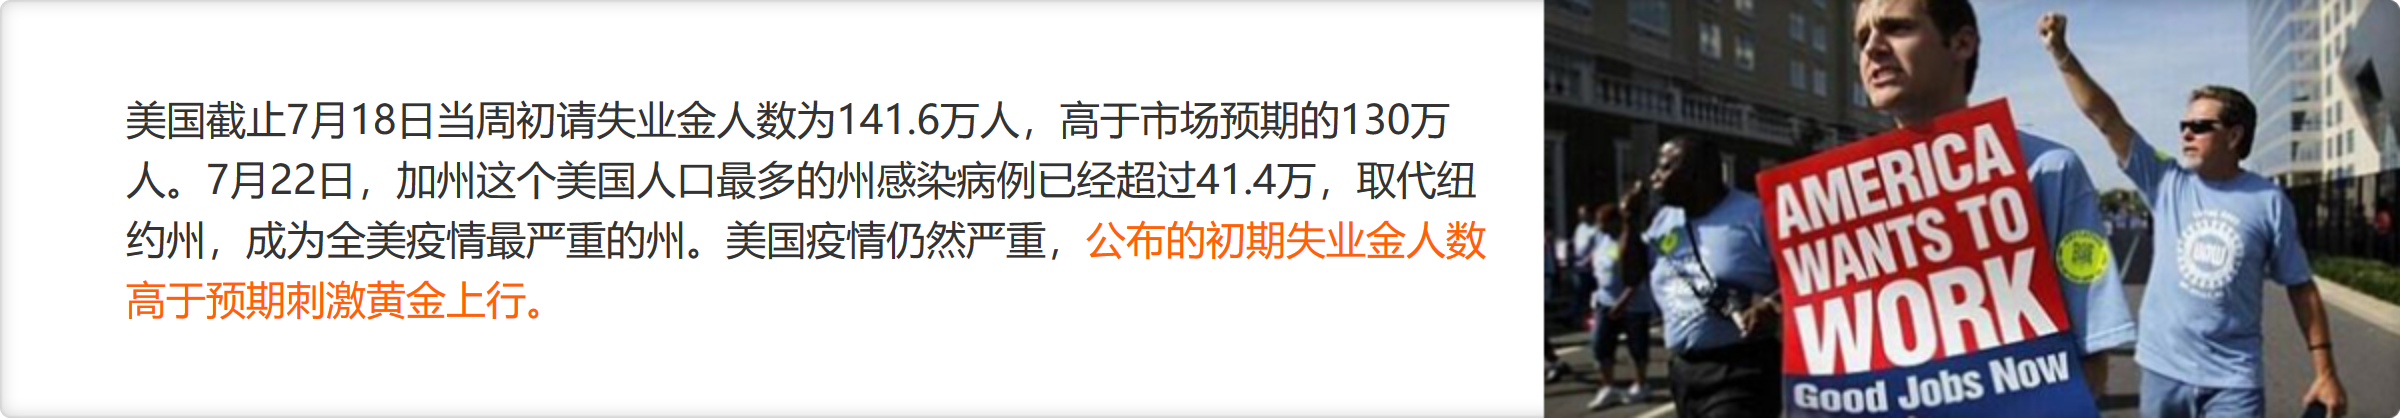 美国截止7月18日当周初请失业金人数为141.6万人，高于市场预期的130万
人。7月22日，加州这个美国人口最多的州感染病例已经超过41.4万，取代纽
约州，成为全美疫情最严重的州。美国疫情仍然严重，公布的初期失业金人数
高于预期刺激黄金上行。
AMERICA
WANTS TO
WORK
Good Jobs Now